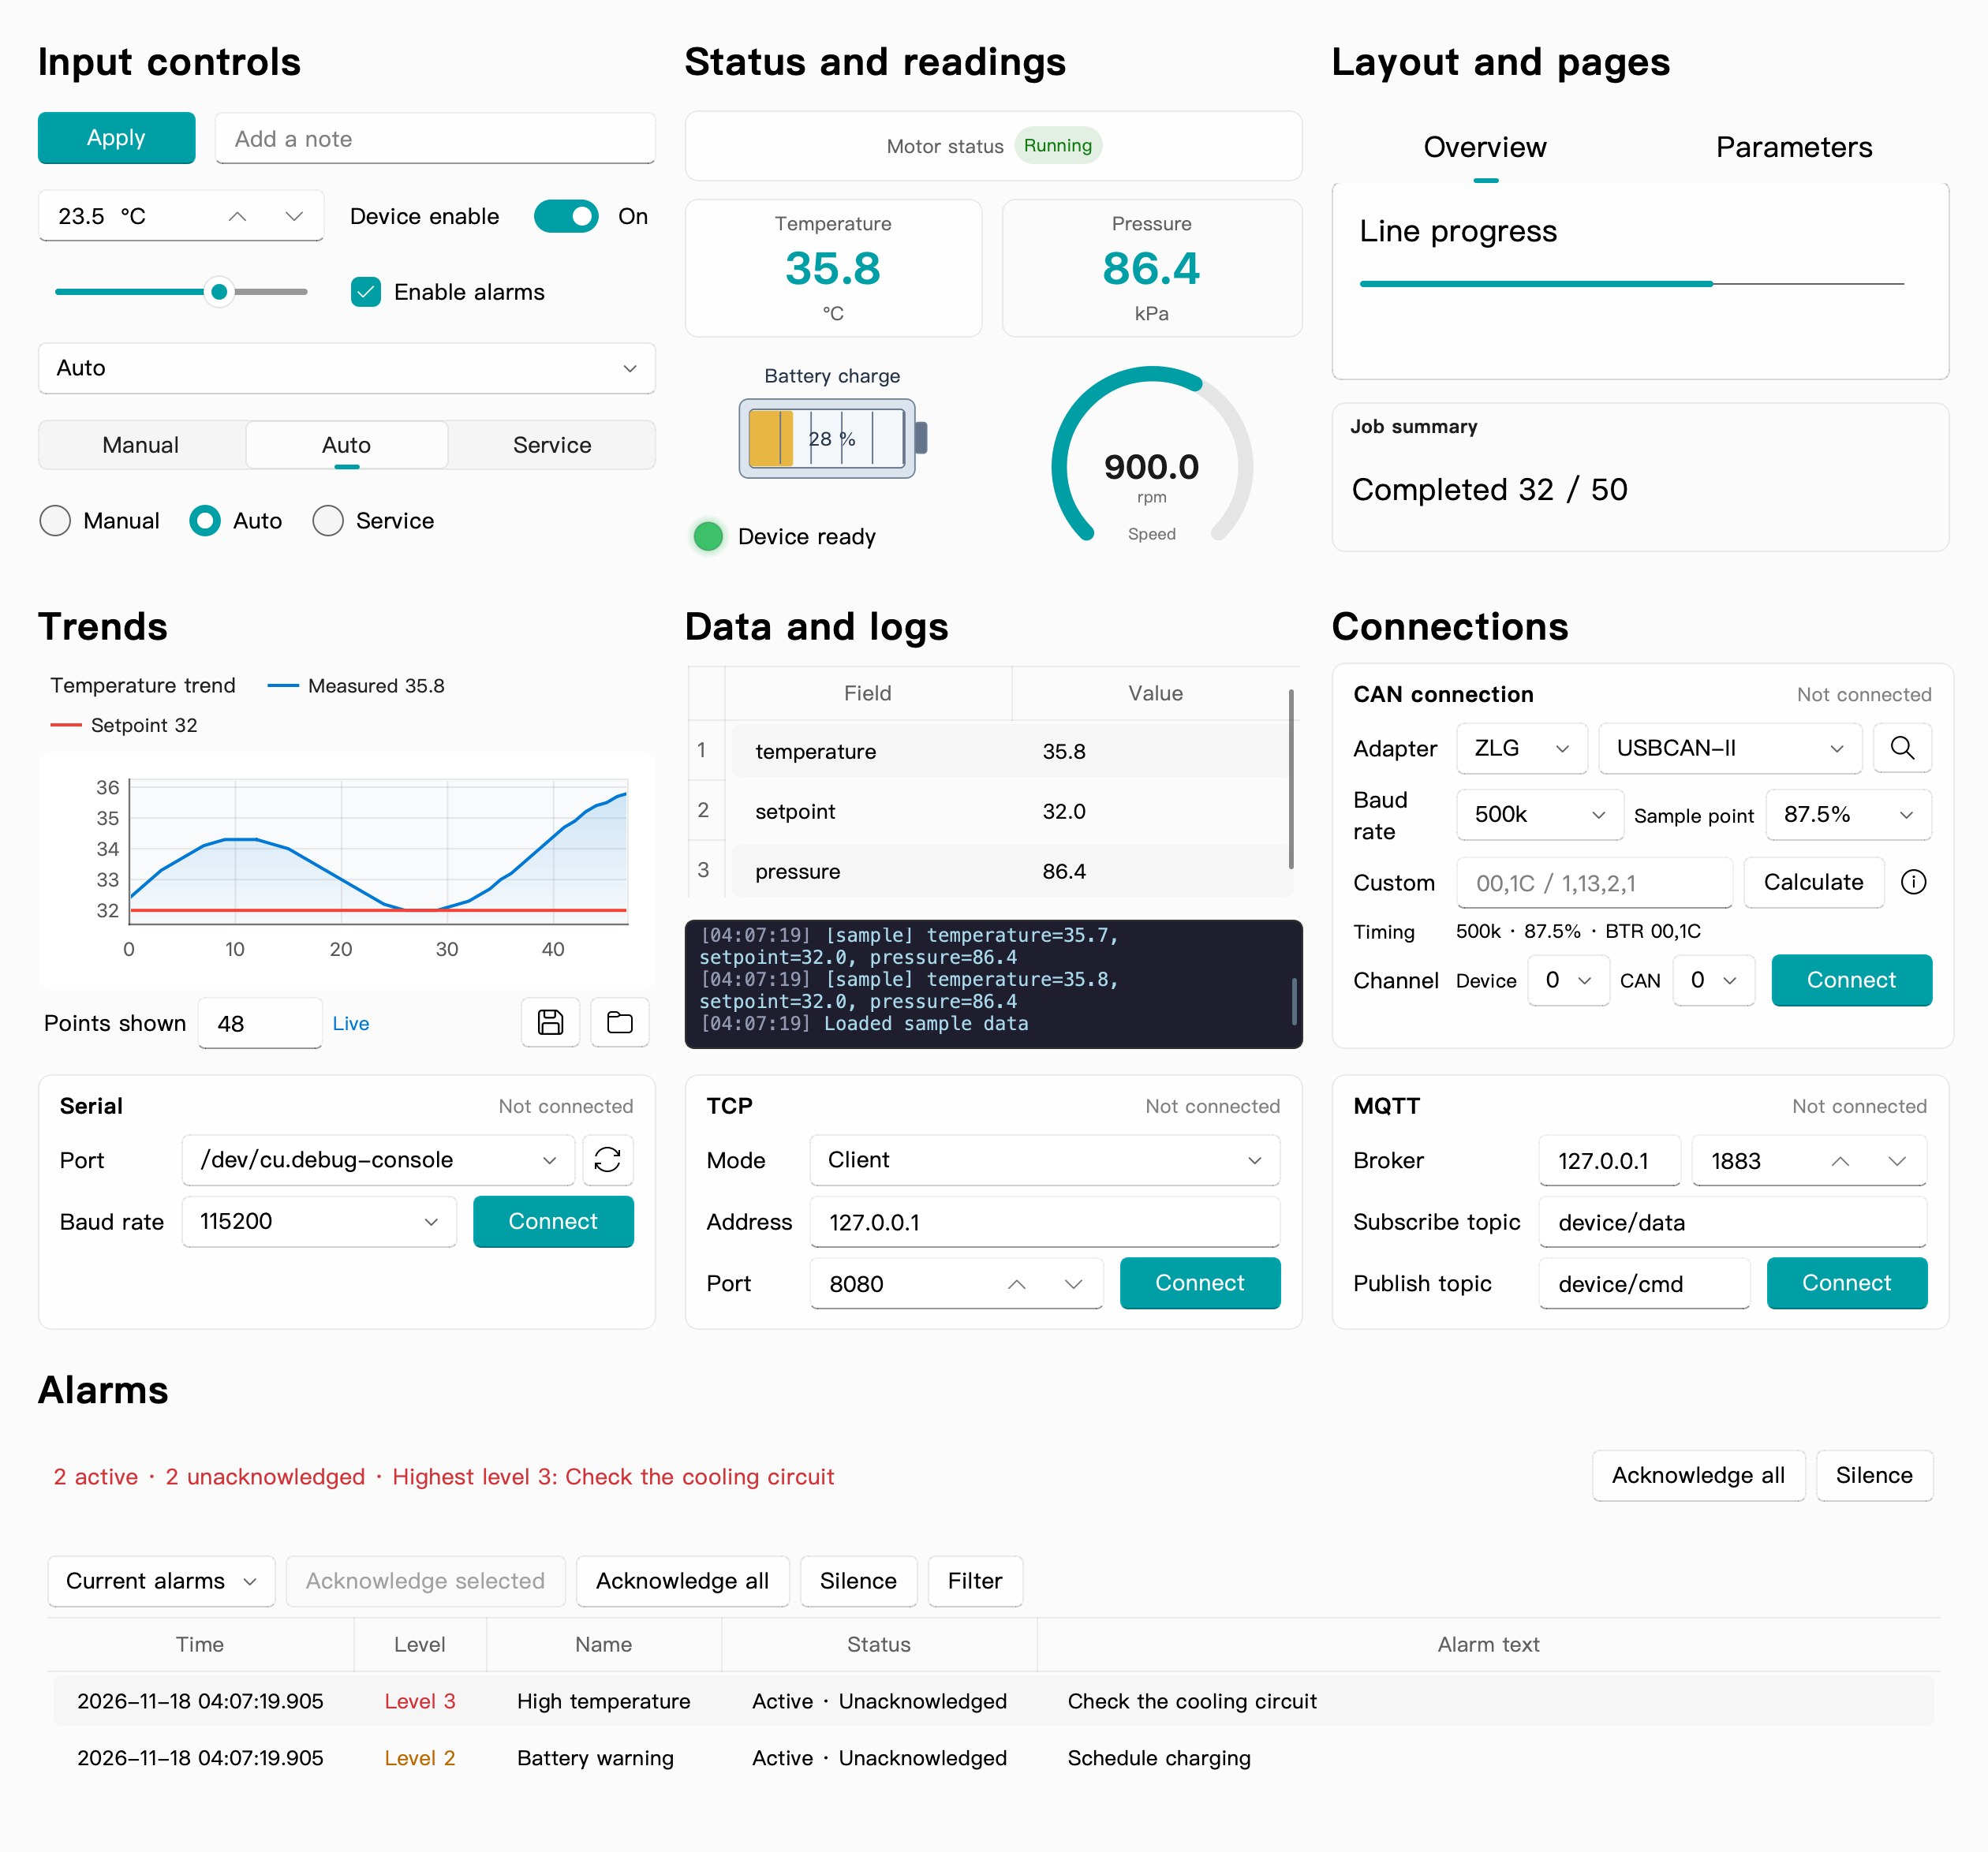 Input controls
Apply
Add a note
23.5 °C
Device enable
On
Enable alarms
Auto
Manual
Auto
Service
Manual
Auto
Service
Status and readings
Motor status
Running
Temperature
35.8
°C
Pressure
86.4
kPa
Battery charge
28 %
Device ready
900.0
rpm
Speed
Layout and pages
Overview
Parameters
Line progress
Job summary
Completed 32 / 50
Trends
Temperature trend
Measured 35.8
Setpoint 32
36
35
34
33
32
0
10
20
30
40
Points shown
48
Live
Data and logs
Field
Value
1
temperature
35.8
2
setpoint
32.0
3
pressure
86.4
[04:07:19] [sample] temperature=35.7,
setpoint=32.0, pressure=86.4
[04:07:19] [sample] temperature=35.8,
setpoint=32.0, pressure=86.4
[04:07:19] Loaded sample data
Connections
CAN connection
Not connected
Adapter
ZLG
USBCAN-II
Baud
rate
500k
Sample point
87.5%
Custom
00,1C / 1,13,2,1
Calculate
Timing
500k · 87.5% · BTR 00,1C
Channel
Device
0
CAN
0
Connect
Serial
Not connected
Port
/dev/cu.debug-console
Baud rate
115200
Connect
TCP
Not connected
Mode
Client
Address
127.0.0.1
Port
8080
Connect
MQTT
Not connected
Broker
127.0.0.1
1883
Subscribe topic
device/data
Publish topic
device/cmd
Connect
Alarms
2 active · 2 unacknowledged · Highest level 3: Check the cooling circuit
Acknowledge all
Silence
Current alarms
Acknowledge selected
Acknowledge all
Silence
Filter
Time
Level
Name
Status
Alarm text
2026-11-18 04:07:19.905
Level 3
High temperature
Active · Unacknowledged
Check the cooling circuit
2026-11-18 04:07:19.905
Level 2
Battery warning
Active · Unacknowledged
Schedule charging